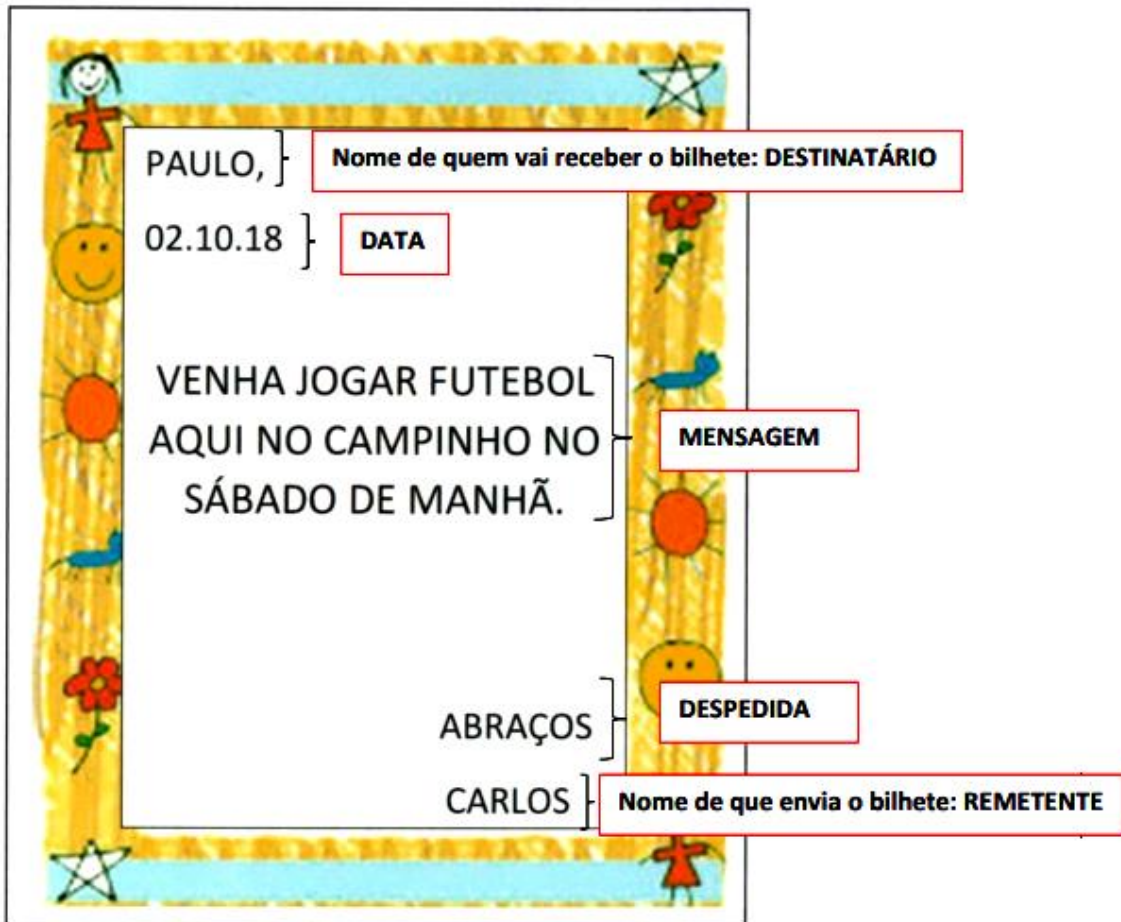 PAULO,
Nome de quem vai receber o bilhete: DESTINATÁRIO
02.10.18
DATA
VENHA JOGAR FUTEBOL
AQUI NO CAMPINHO NO
SÁBADO DE MANHÃ.
MENSAGEM
ABRAÇOS
DESPEDIDA
CARLOS
Nome de que envia o bilhete: REMETENTE